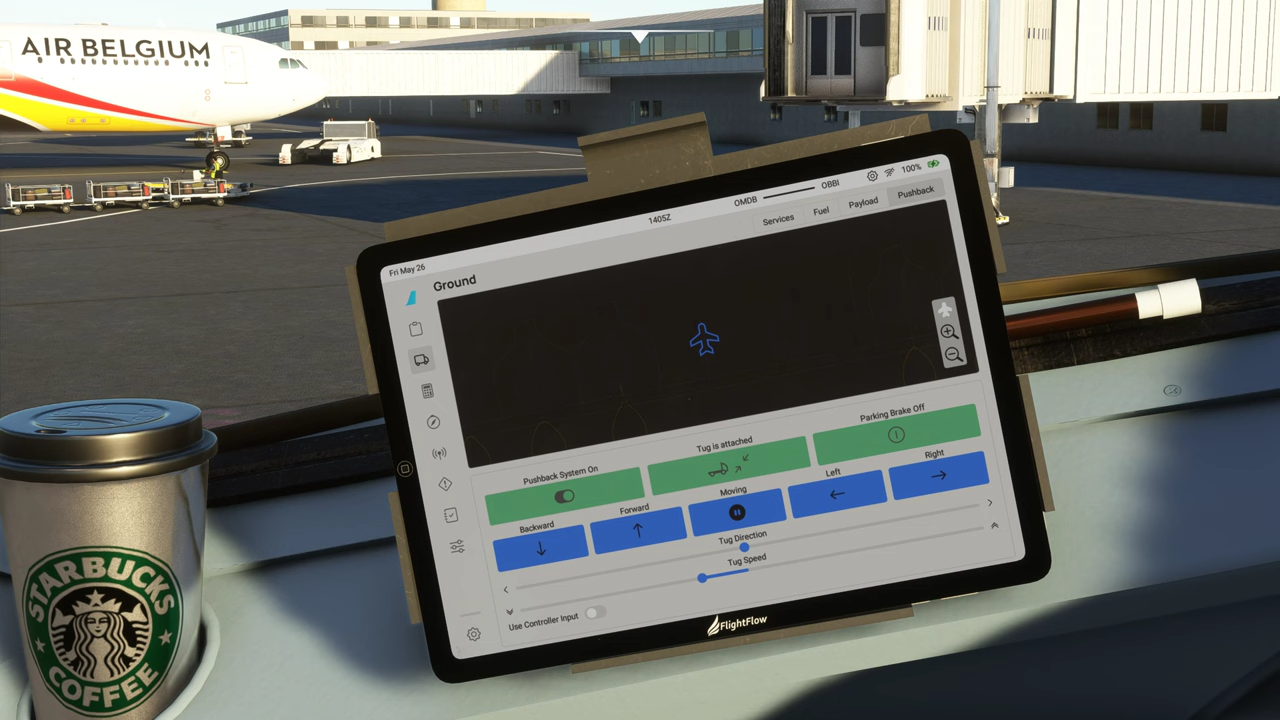 AIR BELGIUM
Fri May 26
1405Z
OMDB
OBBI
100%
Ground
Services
Fuel
Payload
Pushback
Pushback System On
Tug is attached
Parking Brake Off
Backward
Forward
Moving
Left
Right
Tug Direction
Tug Speed
Use Controller Input
FlightFlow
STARBUCKS
COFFEE